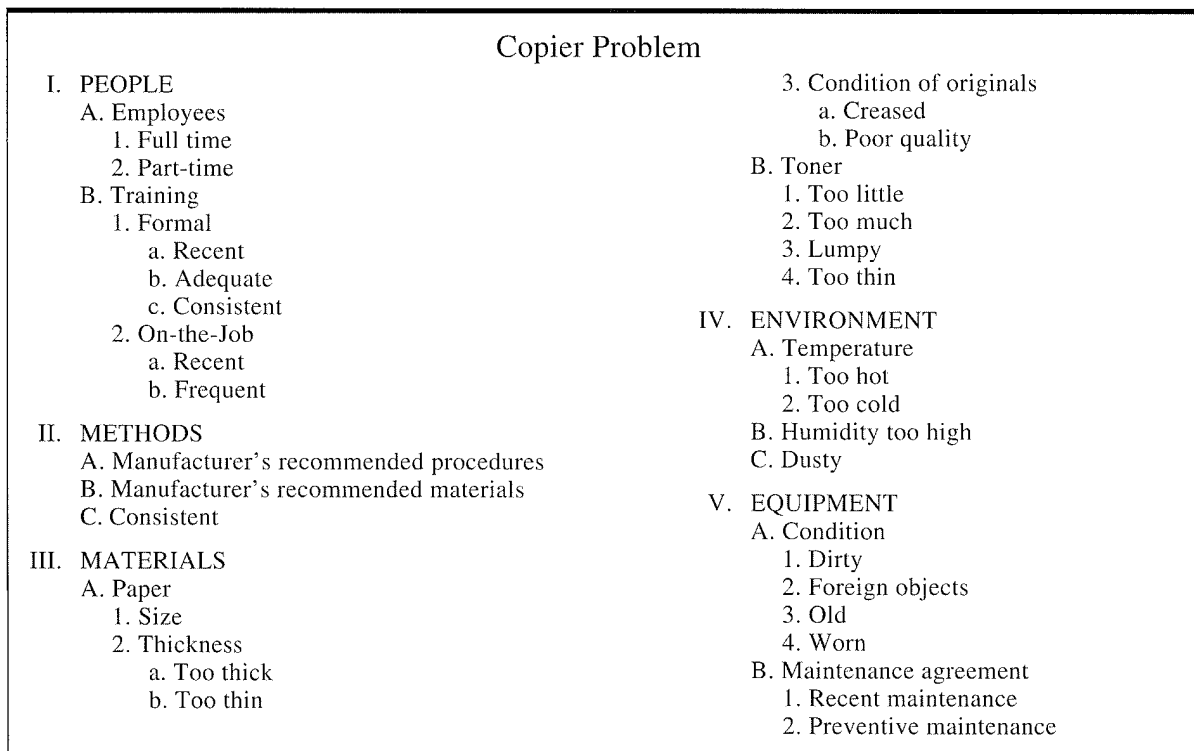 Copier Problem
I. PEOPLE
A. Employees
1. Full time
2. Part-time
B. Training
1. Formal
a. Recent
b. Adequate
c. Consistent
2. On-the-Job
a. Recent
b. Frequent
II. METHODS
A. Manufacturer's recommended procedures
B. Manufacturer's recommended materials
C. Consistent
III. MATERIALS
A. Paper
1. Size
2. Thickness
a. Too thick
b. Too thin
3. Condition of originals
a. Creased
b. Poor quality
B. Toner
1. Too little
2. Too much
3. Lumpy
4. Too thin
IV. ENVIRONMENT
A. Temperature
1. Too hot
2. Too cold
B. Humidity too high
C. Dusty
V. EQUIPMENT
A. Condition
1. Dirty
2. Foreign objects
3. Old
4. Worn
B. Maintenance agreement
1. Recent maintenance
2. Preventive maintenance